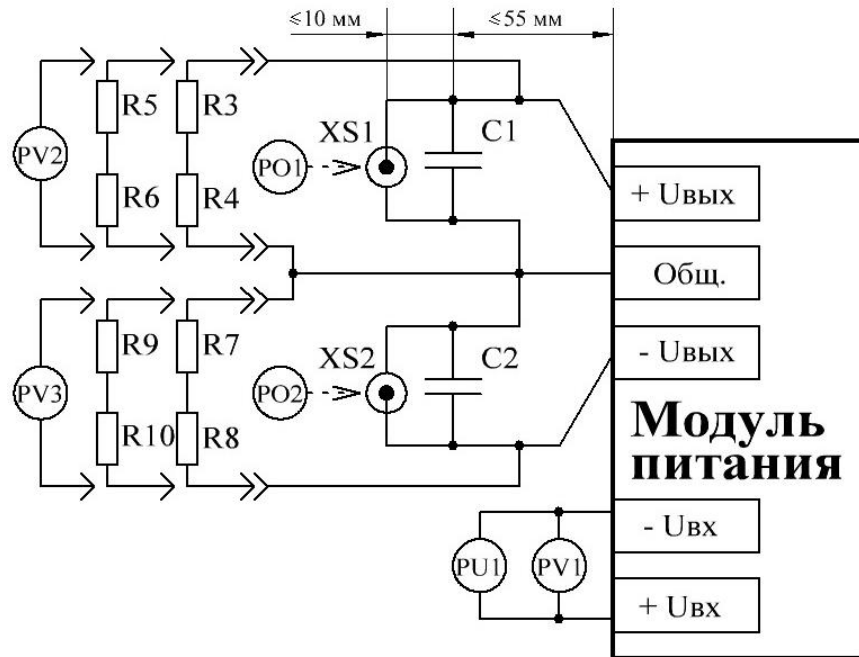 ≤10 мм
≤55 мм
R5
R3
XS1
C1
PV2
PO1
R6
R4
+ Uвых
Общ.
R9
R7
XS2
C2
- Uвых
PV3
PO2
R10
R8
Модуль
питания
- Uвх
PU1
PV1
+ Uвх